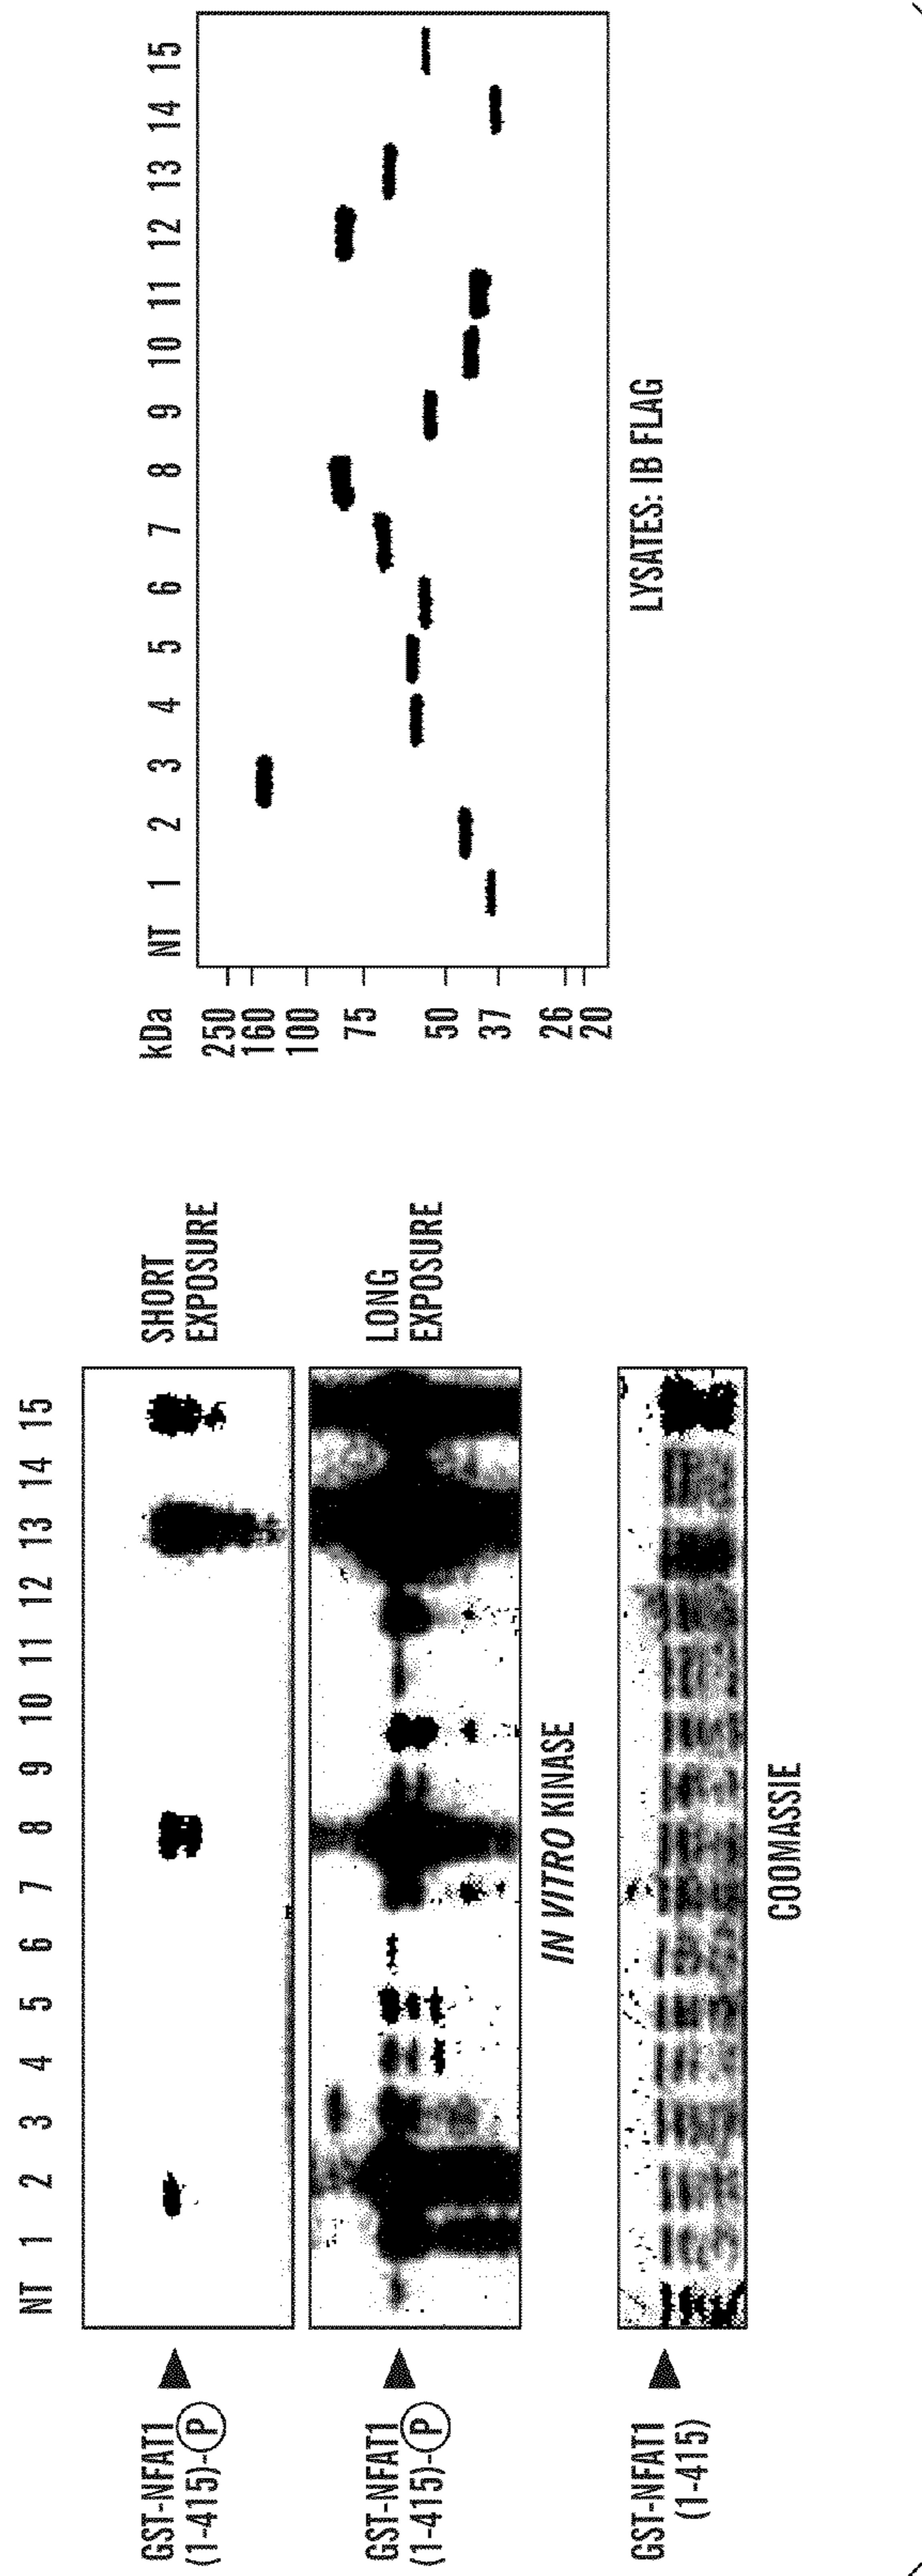 NT 1 2 3 4 5 6 7 8 9 10 11 12 13 14 15
GST-NFAT1
(1-415)-P
SHORT
EXPOSURE
GST-NFAT1
(1-415)-P
LONG
EXPOSURE
IN VITRO KINASE
GST-NFAT1
(1-415)
COOMASSIE
kDa
NT 1 2 3 4 5 6 7 8 9 10 11 12 13 14 15
250
160
100
75
50
37
26
20
LYSATES: IB FLAG